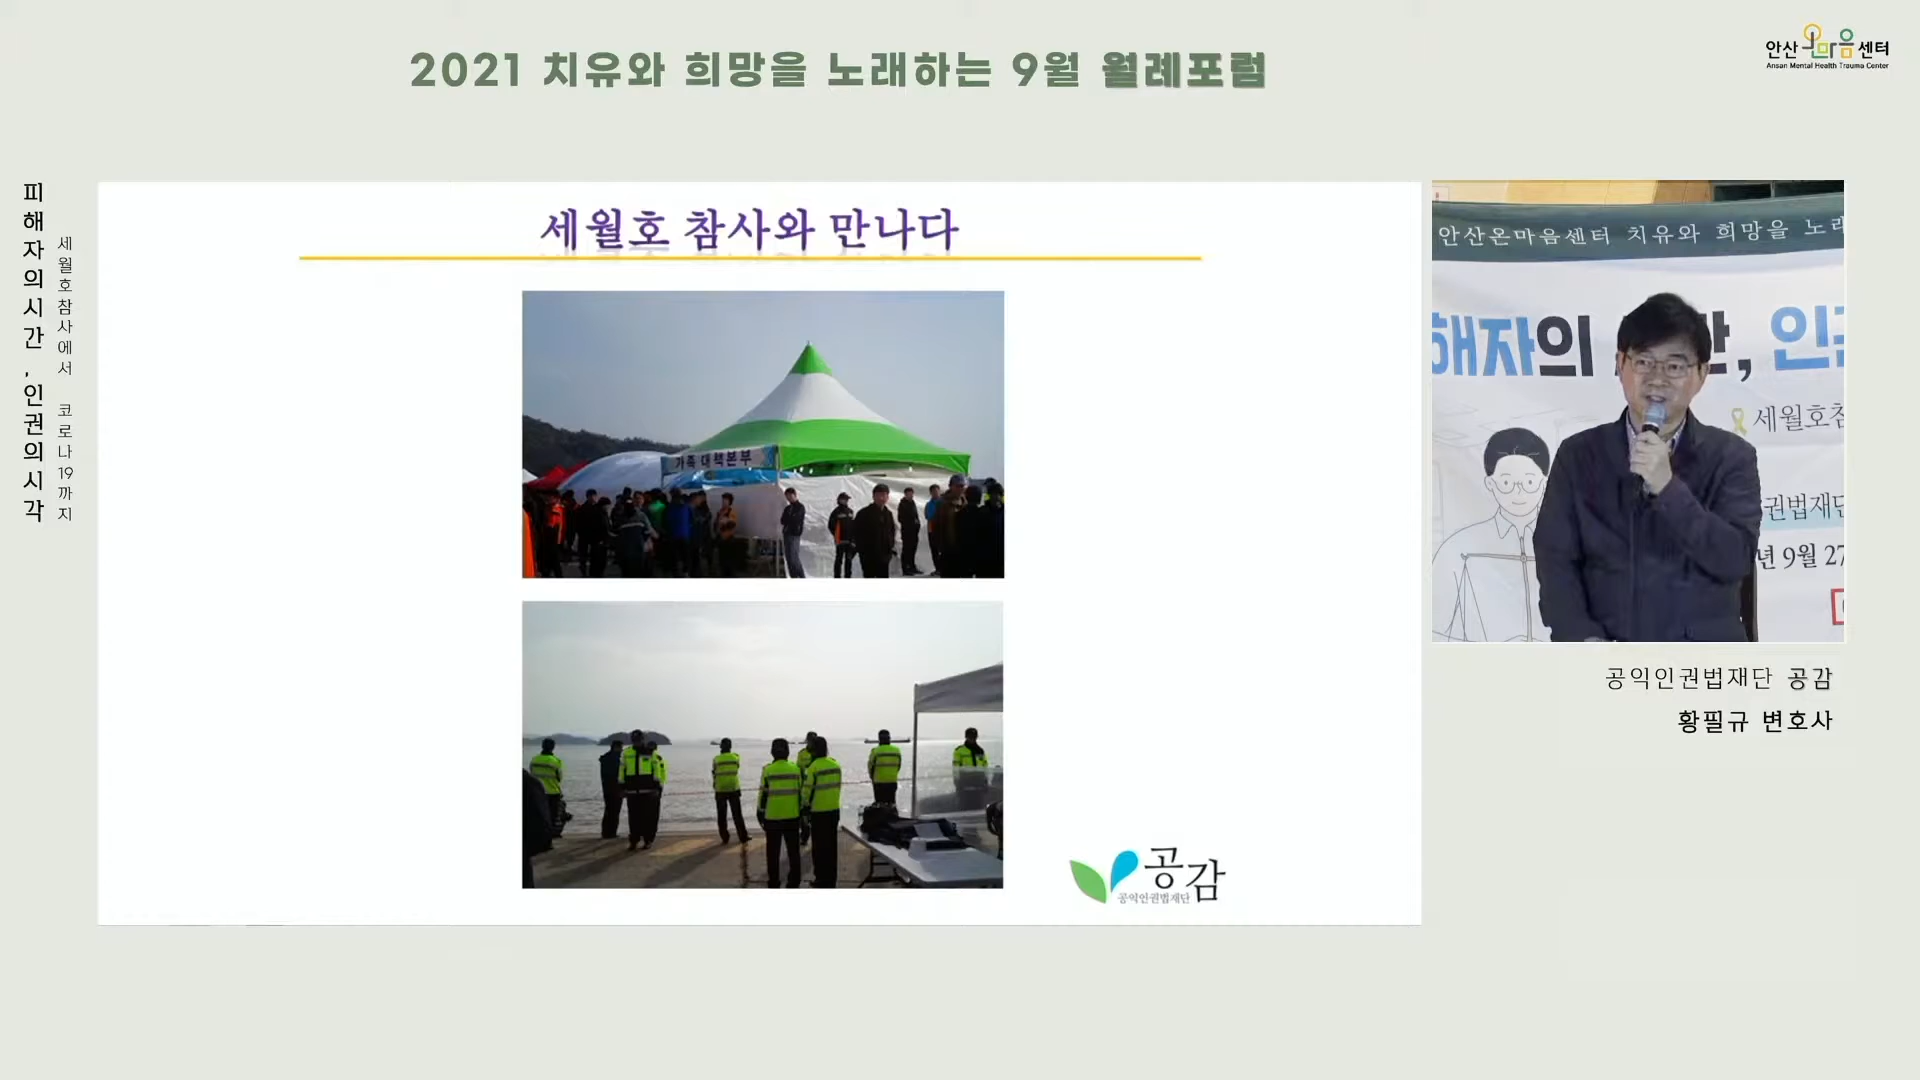 2021 치유와 희망을 노래하는 9월 월례포럼
안산온마음센터
Ansan Mental Health Trauma Center
피해자의 시간, 인권의 시각
세월호참사에서 코로나19까지
세월호 참사와 만나다
가족 대책본부
공감
공익인권법재단
안산온마음센터 치유와 희망을 노래
해자의
, 인
세월호참
권법재단
년 9월 27
공익인권법재단 공감
황필규 변호사